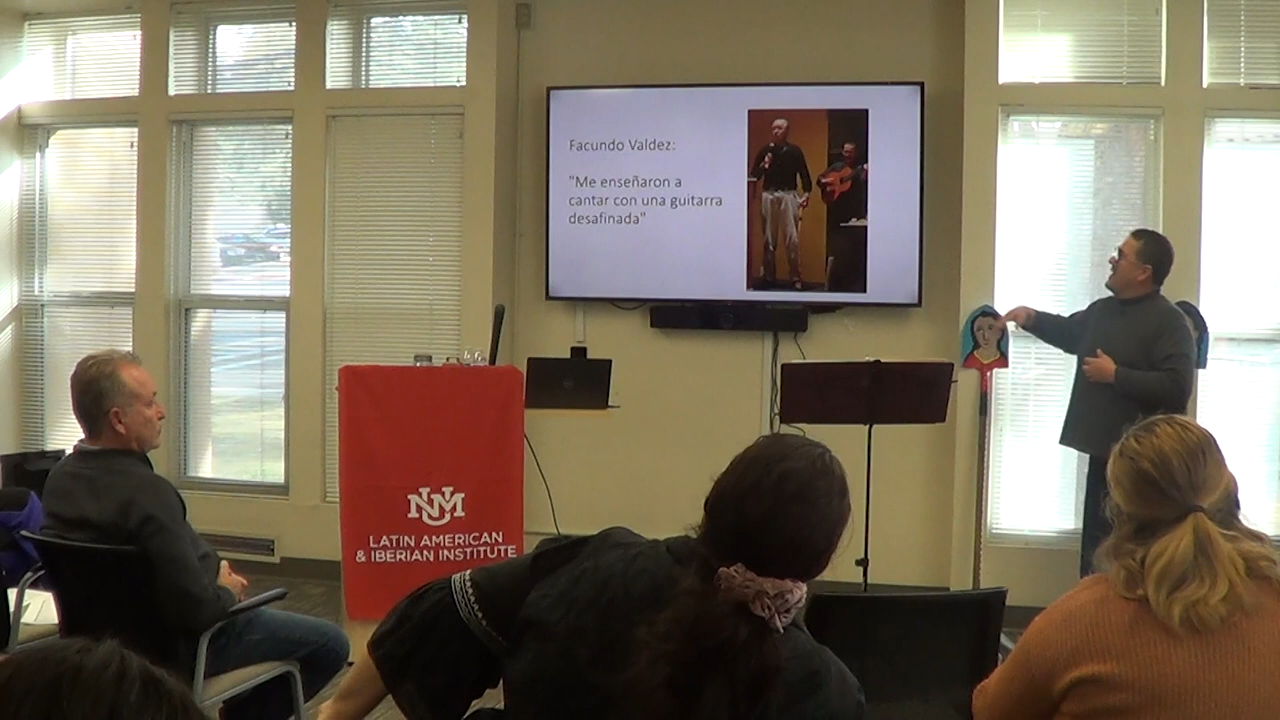 Facundo Valdez:
"Me enseñaron a
cantar con una guitarra
desafinada"
UNM
LATIN AMERICAN
& IBERIAN INSTITUTE